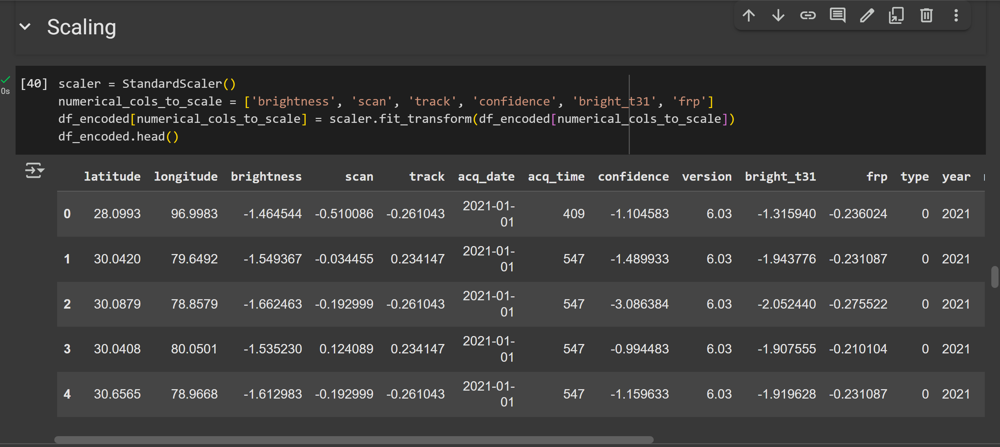 Scaling
[40] scaler = StandardScaler()
0s
numerical_cols_to_scale = ['brightness', 'scan', 'track', 'confidence', 'bright_t31', 'frp']
df_encoded[numerical_cols_to_scale] = scaler.fit_transform(df_encoded[numerical_cols_to_scale])
df_encoded.head()
latitude longitude brightness scan track acq_date acq_time confidence version bright_t31 frp type year
0 28.0993 96.9983 -1.464544 -0.510086 -0.261043 2021-01-01 409 -1.104583 6.03 -1.315940 -0.236024 0 2021
1 30.0420 79.6492 -1.549367 -0.034455 0.234147 2021-01-01 547 -1.489933 6.03 -1.943776 -0.231087 0 2021
2 30.0879 78.8579 -1.662463 -0.192999 -0.261043 2021-01-01 547 -3.086384 6.03 -2.052440 -0.275522 0 2021
3 30.0408 80.0501 -1.535230 0.124089 0.234147 2021-01-01 547 -0.994483 6.03 -1.907555 -0.210104 0 2021
4 30.6565 78.9668 -1.612983 -0.192999 -0.261043 2021-01-01 547 -1.159633 6.03 -1.919628 -0.231087 0 2021